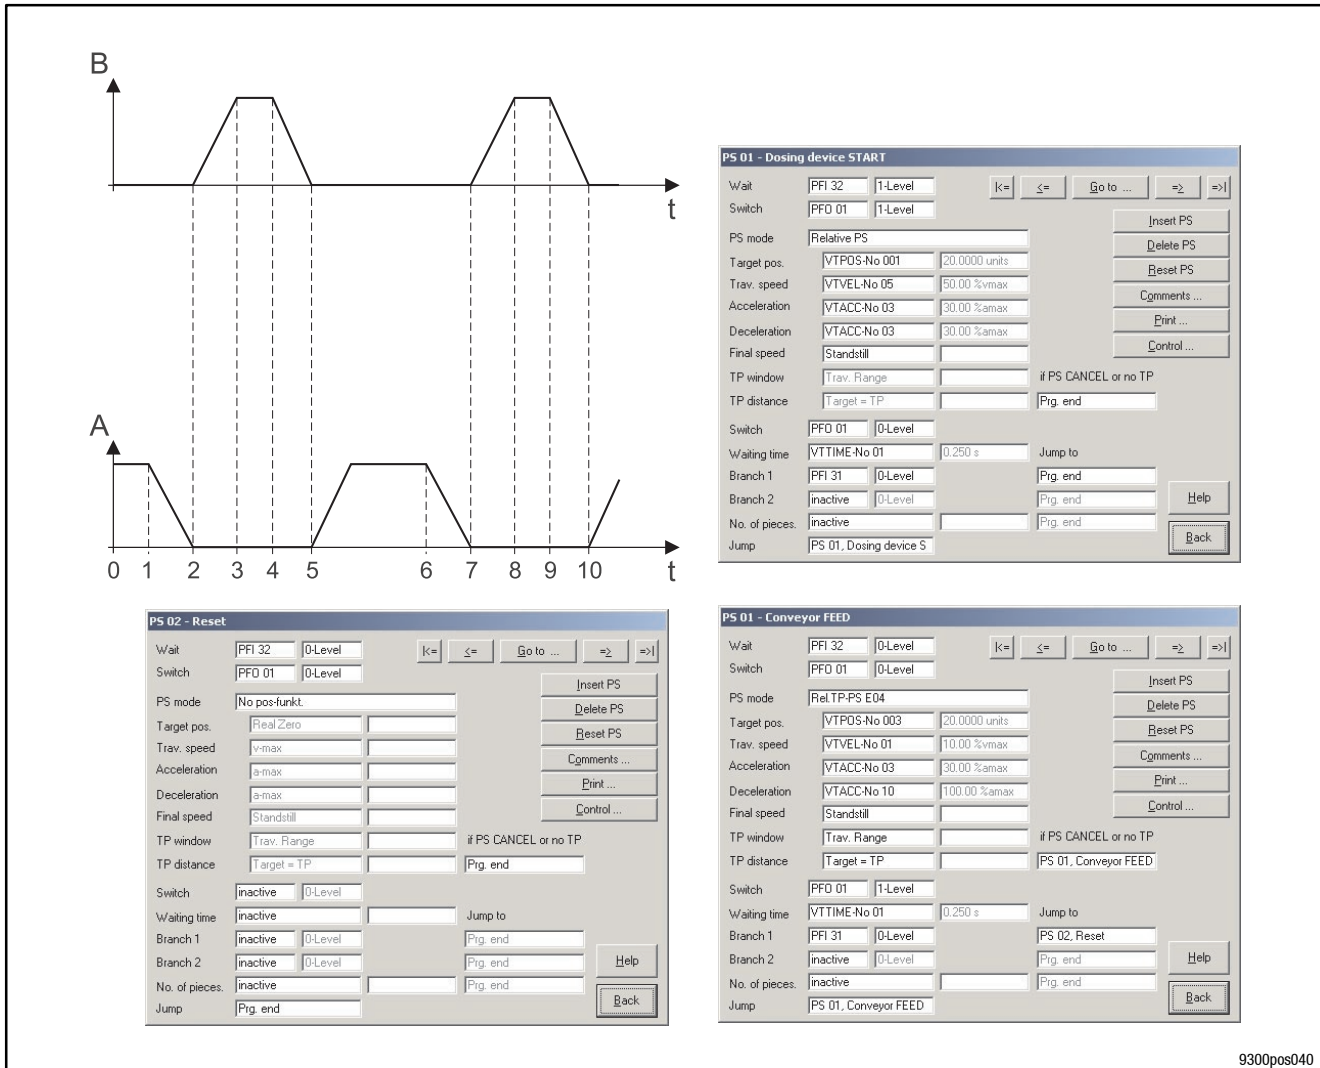 B
t
A
0 1 2 3 4 5 6 7 8 9 10 t
PS 01 - Dosing device START
Wait PFI 32 1-Level |<= <= Go to ... => =>|
Switch PFO 01 1-Level
Insert PS
PS mode Relative PS
Delete PS
Target pos. VTPOS-No 001 20.0000 units
Reset PS
Trav. speed VTVEL-No 05 50.00 %vmax
Comments ...
Acceleration VTACC-No 03 30.00 %amax
Print ...
Deceleration VTACC-No 03 30.00 %amax
Control ...
Final speed Standstill
TP window Trav. Range if PS CANCEL or no TP
TP distance Target = TP Prg. end
Switch PFO 01 0-Level
Waiting time VTTIME-No 01 0.250 s Jump to
Branch 1 PFI 31 0-Level Prg. end
Branch 2 inactive 0-Level Prg. end
Help
No. of pieces. inactive Prg. end
Jump PS 01, Dosing device S
Back
PS 02 - Reset
Wait PFI 32 0-Level |<= <= Go to ... => =>|
Switch PFO 01 0-Level
Insert PS
PS mode No pos-funkt.
Delete PS
Target pos. Real Zero
Reset PS
Trav. speed v-max
Comments ...
Acceleration a-max
Print ...
Deceleration a-max
Control ...
Final speed Standstill
TP window Trav. Range if PS CANCEL or no TP
TP distance Target = TP Prg. end
Switch inactive 0-Level
Waiting time inactive Jump to
Branch 1 inactive 0-Level Prg. end
Branch 2 inactive 0-Level Prg. end
Help
No. of pieces. inactive Prg. end
Jump Prg. end
Back
PS 01 - Conveyor FEED
Wait PFI 32 0-Level |<= <= Go to ... => =>|
Switch PFO 01 0-Level
Insert PS
PS mode Rel.TP-PS E04
Delete PS
Target pos. VTPOS-No 003 20.0000 units
Reset PS
Trav. speed VTVEL-No 01 10.00 %vmax
Comments ...
Acceleration VTACC-No 03 30.00 %amax
Print ...
Deceleration VTACC-No 10 100.00 %amax
Control ...
Final speed Standstill
TP window Trav. Range if PS CANCEL or no TP
TP distance Target = TP PS 01, Conveyor FEED
Switch PFO 01 1-Level
Waiting time VTTIME-No 01 0.250 s Jump to
Branch 1 PFI 31 0-Level PS 02, Reset
Branch 2 inactive 0-Level Prg. end
Help
No. of pieces. inactive Prg. end
Jump PS 01, Conveyor FEED
Back
9300pos040